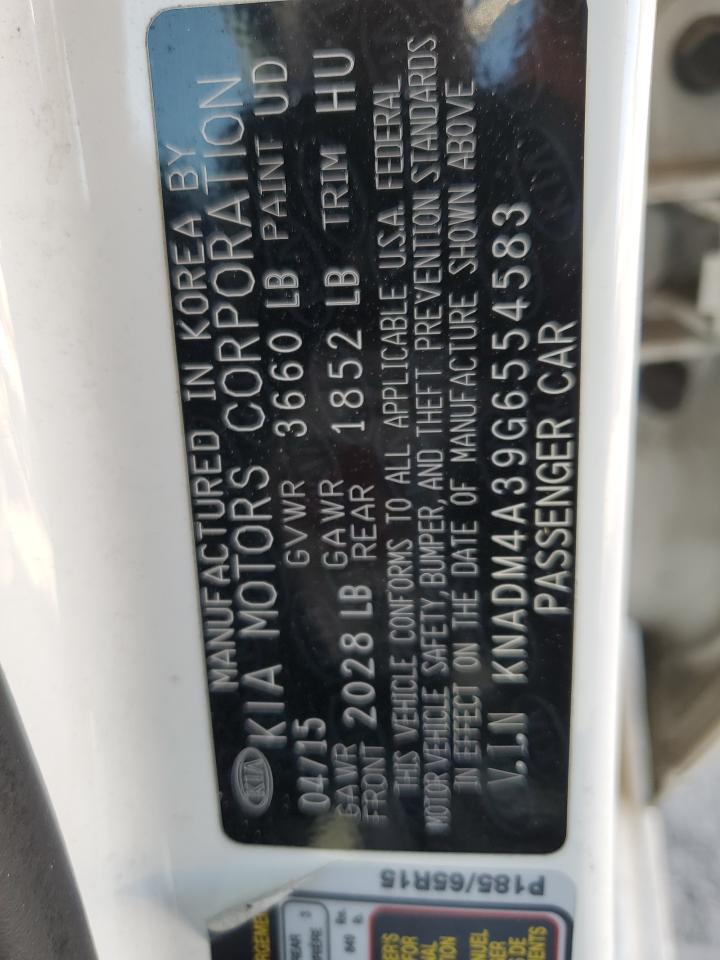 MANUFACTURED IN KOREA BY
KIA KIA MOTORS CORPORATION
04/15 GVWR 3660 LB PAINT UD
GAWR FRONT 2028 LB GAWR REAR 1852 LB TRIM HU
THIS VEHICLE CONFORMS TO ALL APPLICABLE U.S.A. FEDERAL
MOTOR VEHICLE SAFETY, BUMPER, AND THEFT PREVENTION STANDARDS
IN EFFECT ON THE DATE OF MANUFACTURE SHOWN ABOVE
V.I.N KNADM4A39G6554583
PASSENGER CAR
P185/65R15